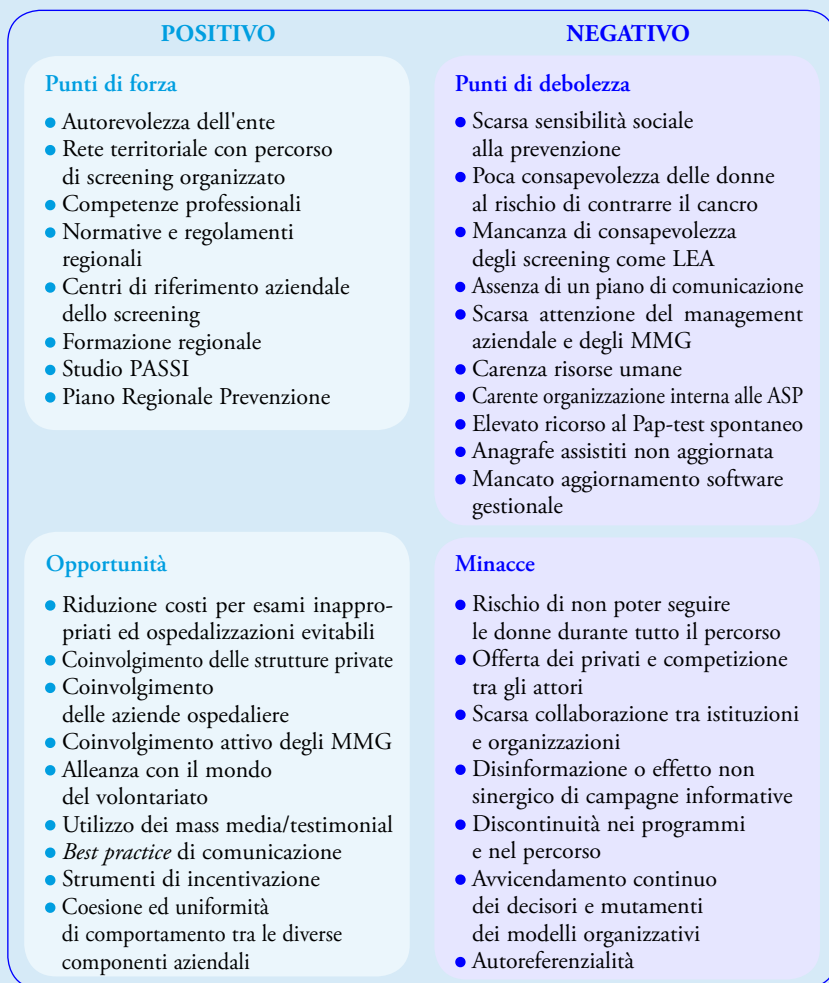 POSITIVO
Punti di forza
● Autorevolezza dell'ente
● Rete territoriale con percorso
di screening organizzato
● Competenze professionali
● Normative e regolamenti
regionali
● Centri di riferimento aziendale
dello screening
● Formazione regionale
● Studio PASSI
● Piano Regionale Prevenzione
NEGATIVO
Punti di debolezza
● Scarsa sensibilità sociale
alla prevenzione
● Poca consapevolezza delle donne
al rischio di contrarre il cancro
● Mancanza di consapevolezza
degli screening come LEA
● Assenza di un piano di comunicazione
● Scarsa attenzione del management
aziendale e degli MMG
● Carenza risorse umane
● Carente organizzazione interna alle ASP
● Elevato ricorso al Pap-test spontaneo
● Anagrafe assistiti non aggiornata
● Mancato aggiornamento software
gestionale
Opportunità
● Riduzione costi per esami inappro-
priati ed ospedalizzazioni evitabili
● Coinvolgimento delle strutture private
● Coinvolgimento
delle aziende ospedaliere
● Coinvolgimento attivo degli MMG
● Alleanza con il mondo
del volontariato
● Utilizzo dei mass media/testimonial
● Best practice di comunicazione
● Strumenti di incentivazione
● Coesione ed uniformità
di comportamento tra le diverse
componenti aziendali
Minacce
● Rischio di non poter seguire
le donne durante tutto il percorso
● Offerta dei privati e competizione
tra gli attori
● Scarsa collaborazione tra istituzioni
e organizzazioni
● Disinformazione o effetto non
sinergico di campagne informative
● Discontinuità nei programmi
e nel percorso
● Avvicendamento continuo
dei decisori e mutamenti
dei modelli organizzativi
● Autoreferenzialità